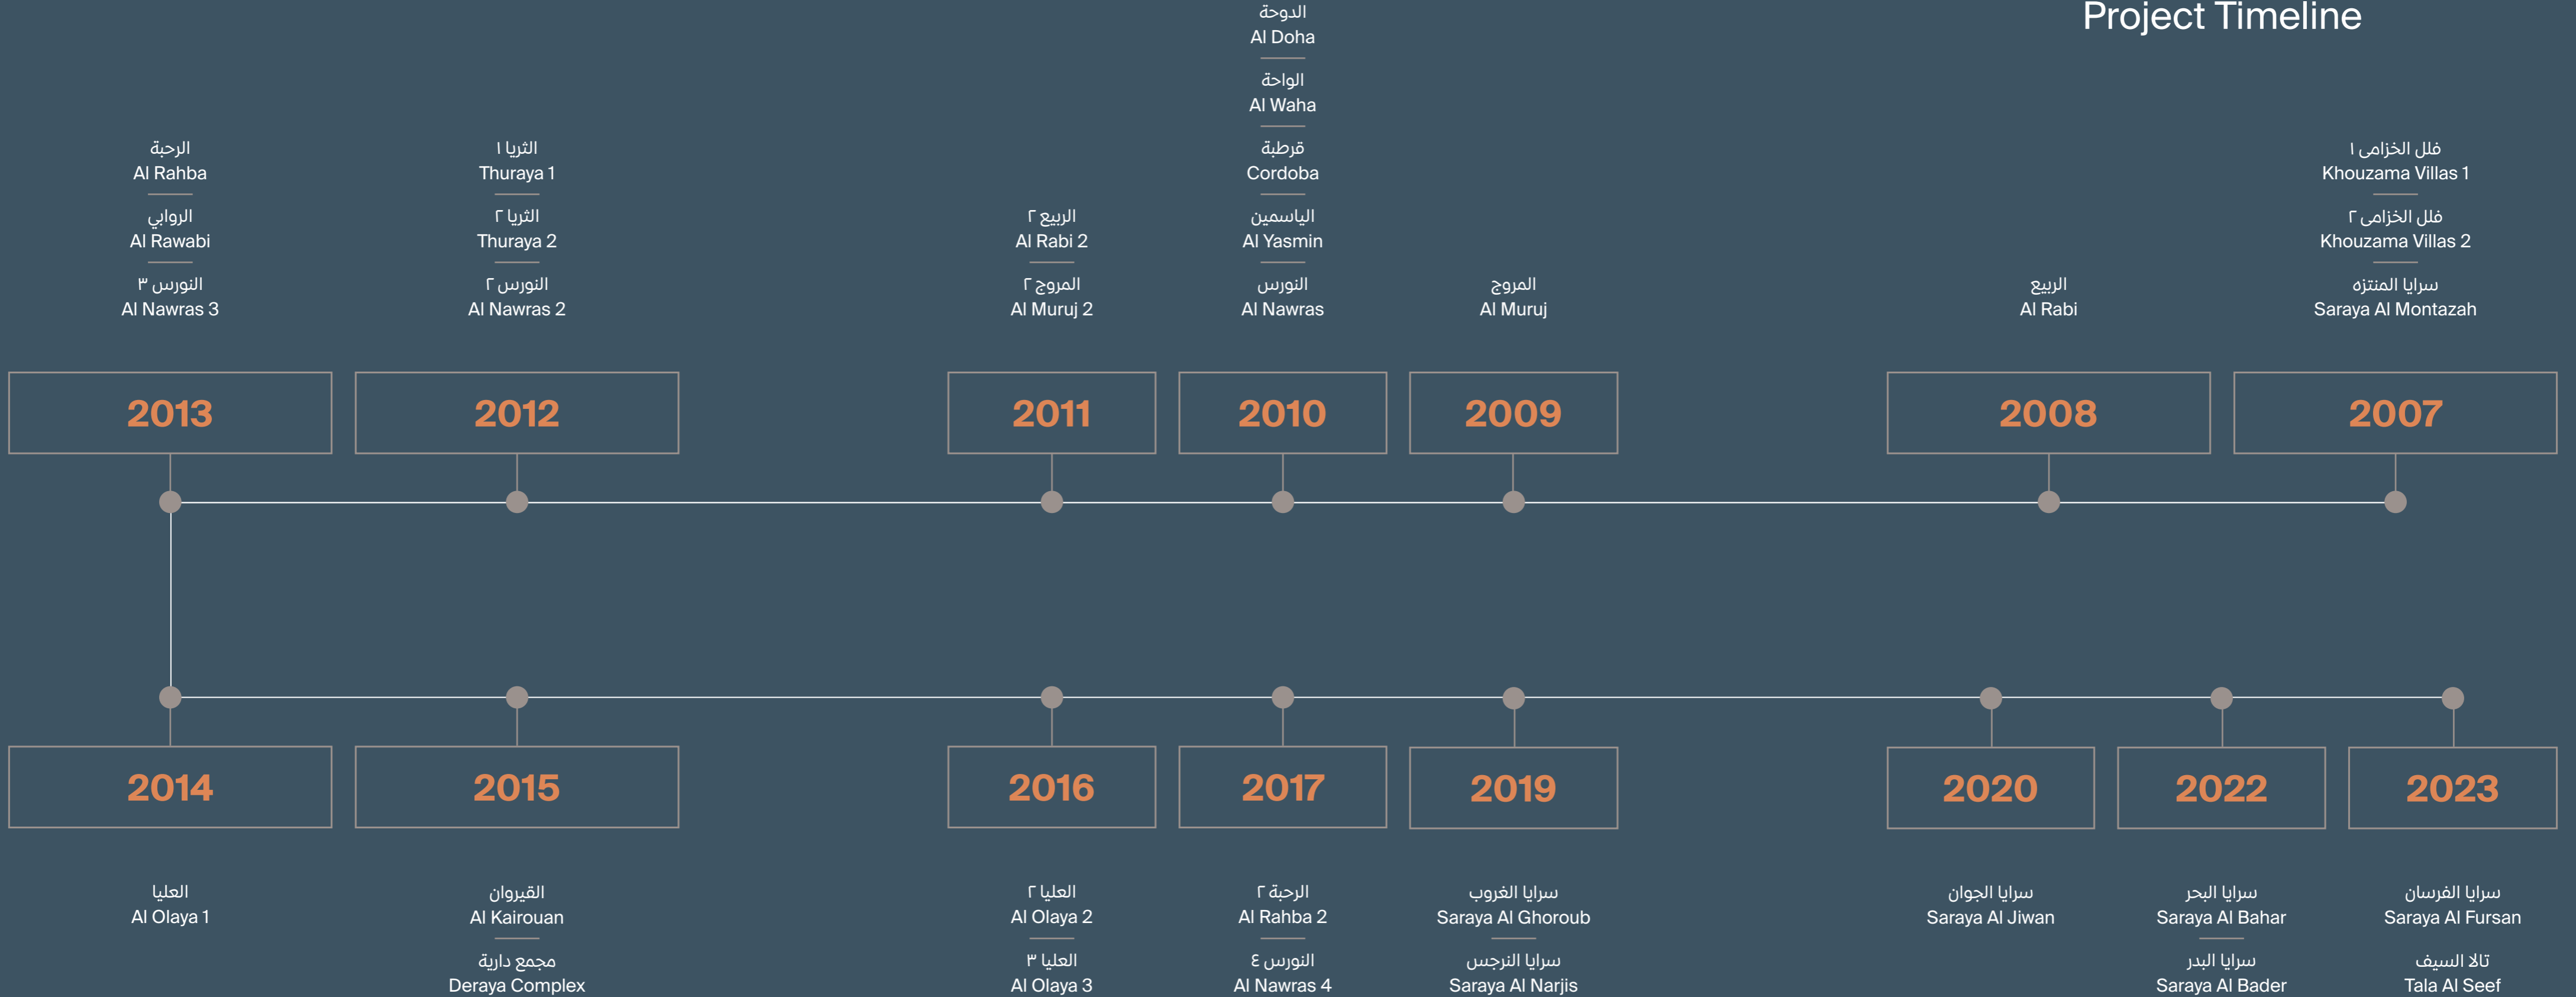 Project Timeline
فلل الخزامى ١
Khouzama Villas 1
فلل الخزامى ٢
Khouzama Villas 2
سرايا المنتزه
Saraya Al Montazah
2007
الربيع
Al Rabi
2008
المروج
Al Muruj
2009
الدوحة
Al Doha
الواحة
Al Waha
قرطبة
Cordoba
الياسمين
Al Yasmin
النورس
Al Nawras
2010
الربيع ٢
Al Rabi 2
المروج ٢
Al Muruj 2
2011
الثريا ١
Thuraya 1
الثريا ٢
Thuraya 2
النورس ٢
Al Nawras 2
2012
الرحبة
Al Rahba
الروابي
Al Rawabi
النورس ٣
Al Nawras 3
2013
2014
العليا
Al Olaya 1
2015
القيروان
Al Kairouan
مجمع دارية
Deraya Complex
2016
العليا ٢
Al Olaya 2
العليا ٣
Al Olaya 3
2017
الرحبة ٢
Al Rahba 2
النورس ٤
Al Nawras 4
2019
سرايا الغروب
Saraya Al Ghoroub
سرايا النرجس
Saraya Al Narjis
2020
سرايا الجوان
Saraya Al Jiwan
2022
سرايا البحر
Saraya Al Bahar
سرايا البدر
Saraya Al Bader
2023
سرايا الفرسان
Saraya Al Fursan
تالا السيف
Tala Al Seef